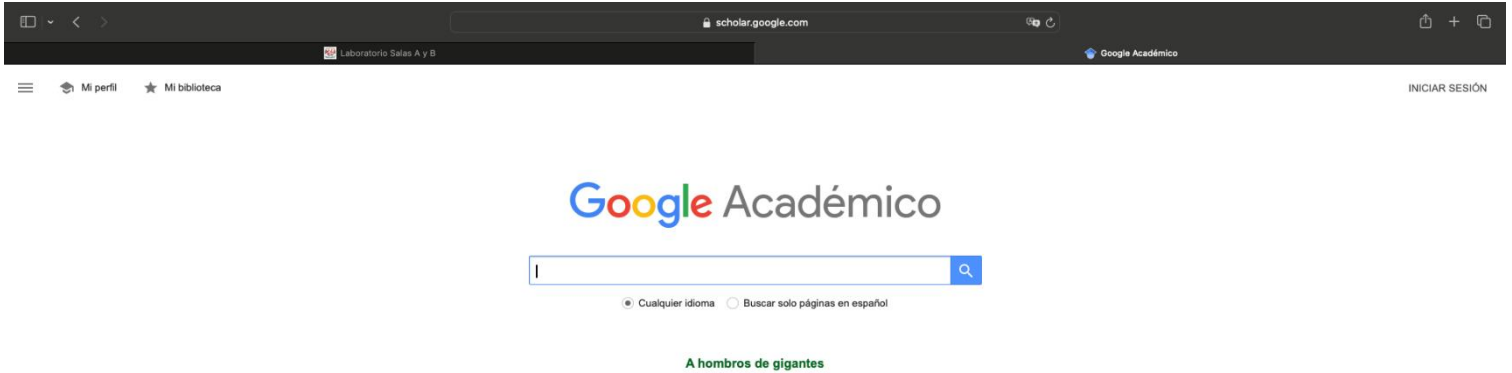 scholar.google.com
Laboratorio Salas A y B
Google Académico
Mi perfil
Mi biblioteca
INICIAR SESIÓN
Google Académico
Cualquier idioma
Buscar solo páginas en español
A hombros de gigantes